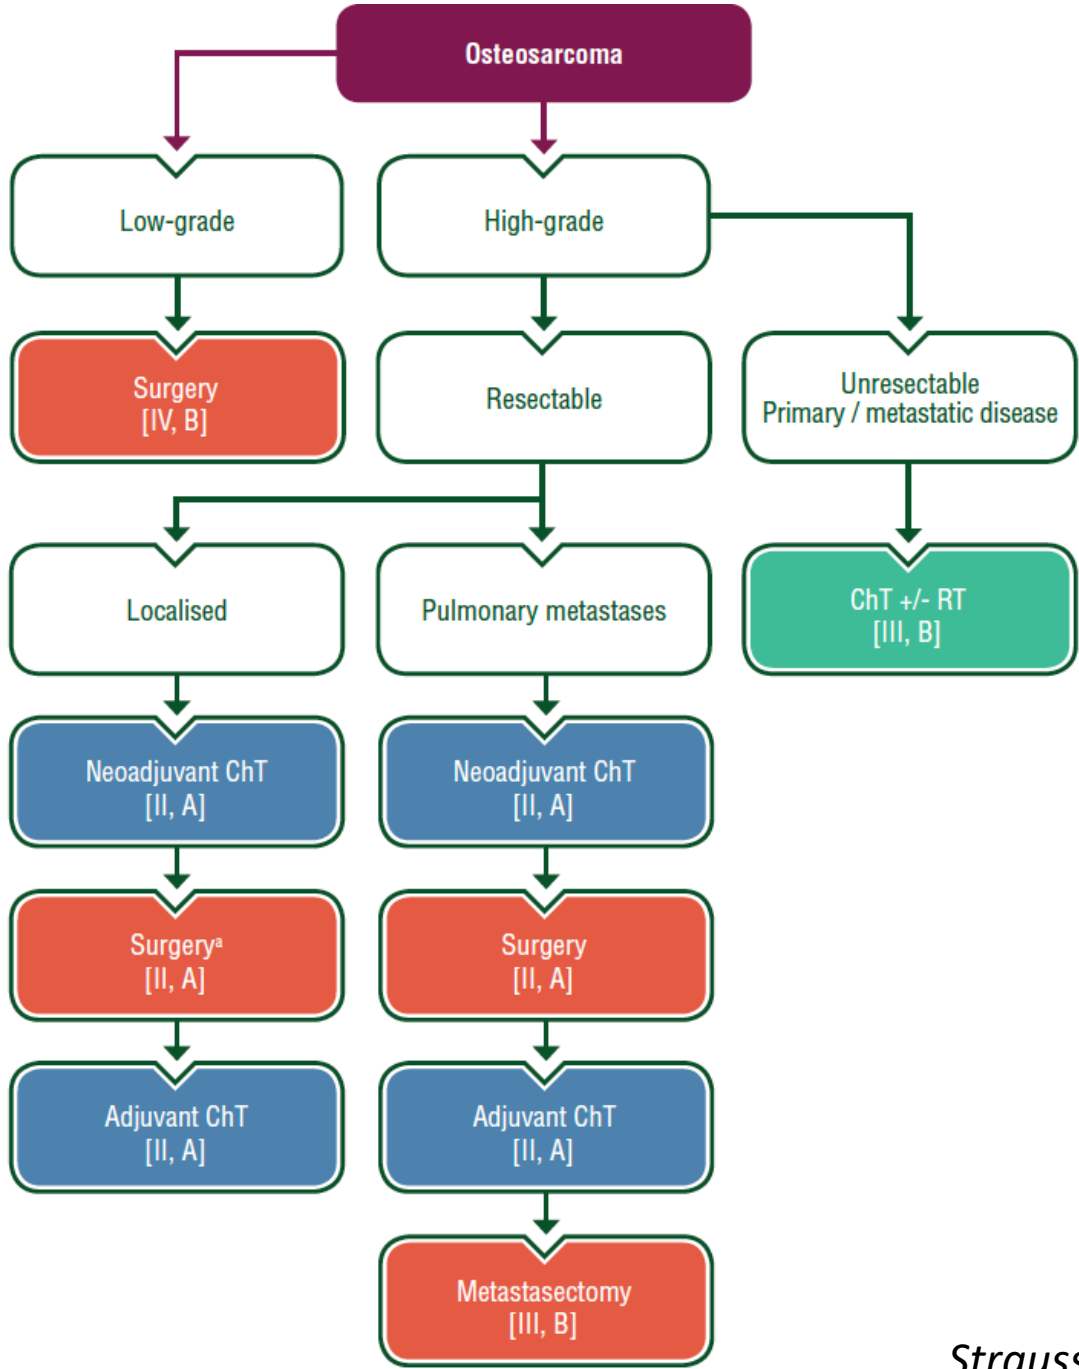 Osteosarcoma
Low-grade
High-grade
Surgery
[IV, B]
Resectable
Unresectable
Primary / metastatic disease
Localised
Pulmonary metastases
ChT +/- RT
[III, B]
Neoadjuvant ChT
[II, A]
Neoadjuvant ChT
[II, A]
Surgeryᵃ
[II, A]
Surgery
[II, A]
Adjuvant ChT
[II, A]
Adjuvant ChT
[II, A]
Metastasectomy
[III, B]
Strauss